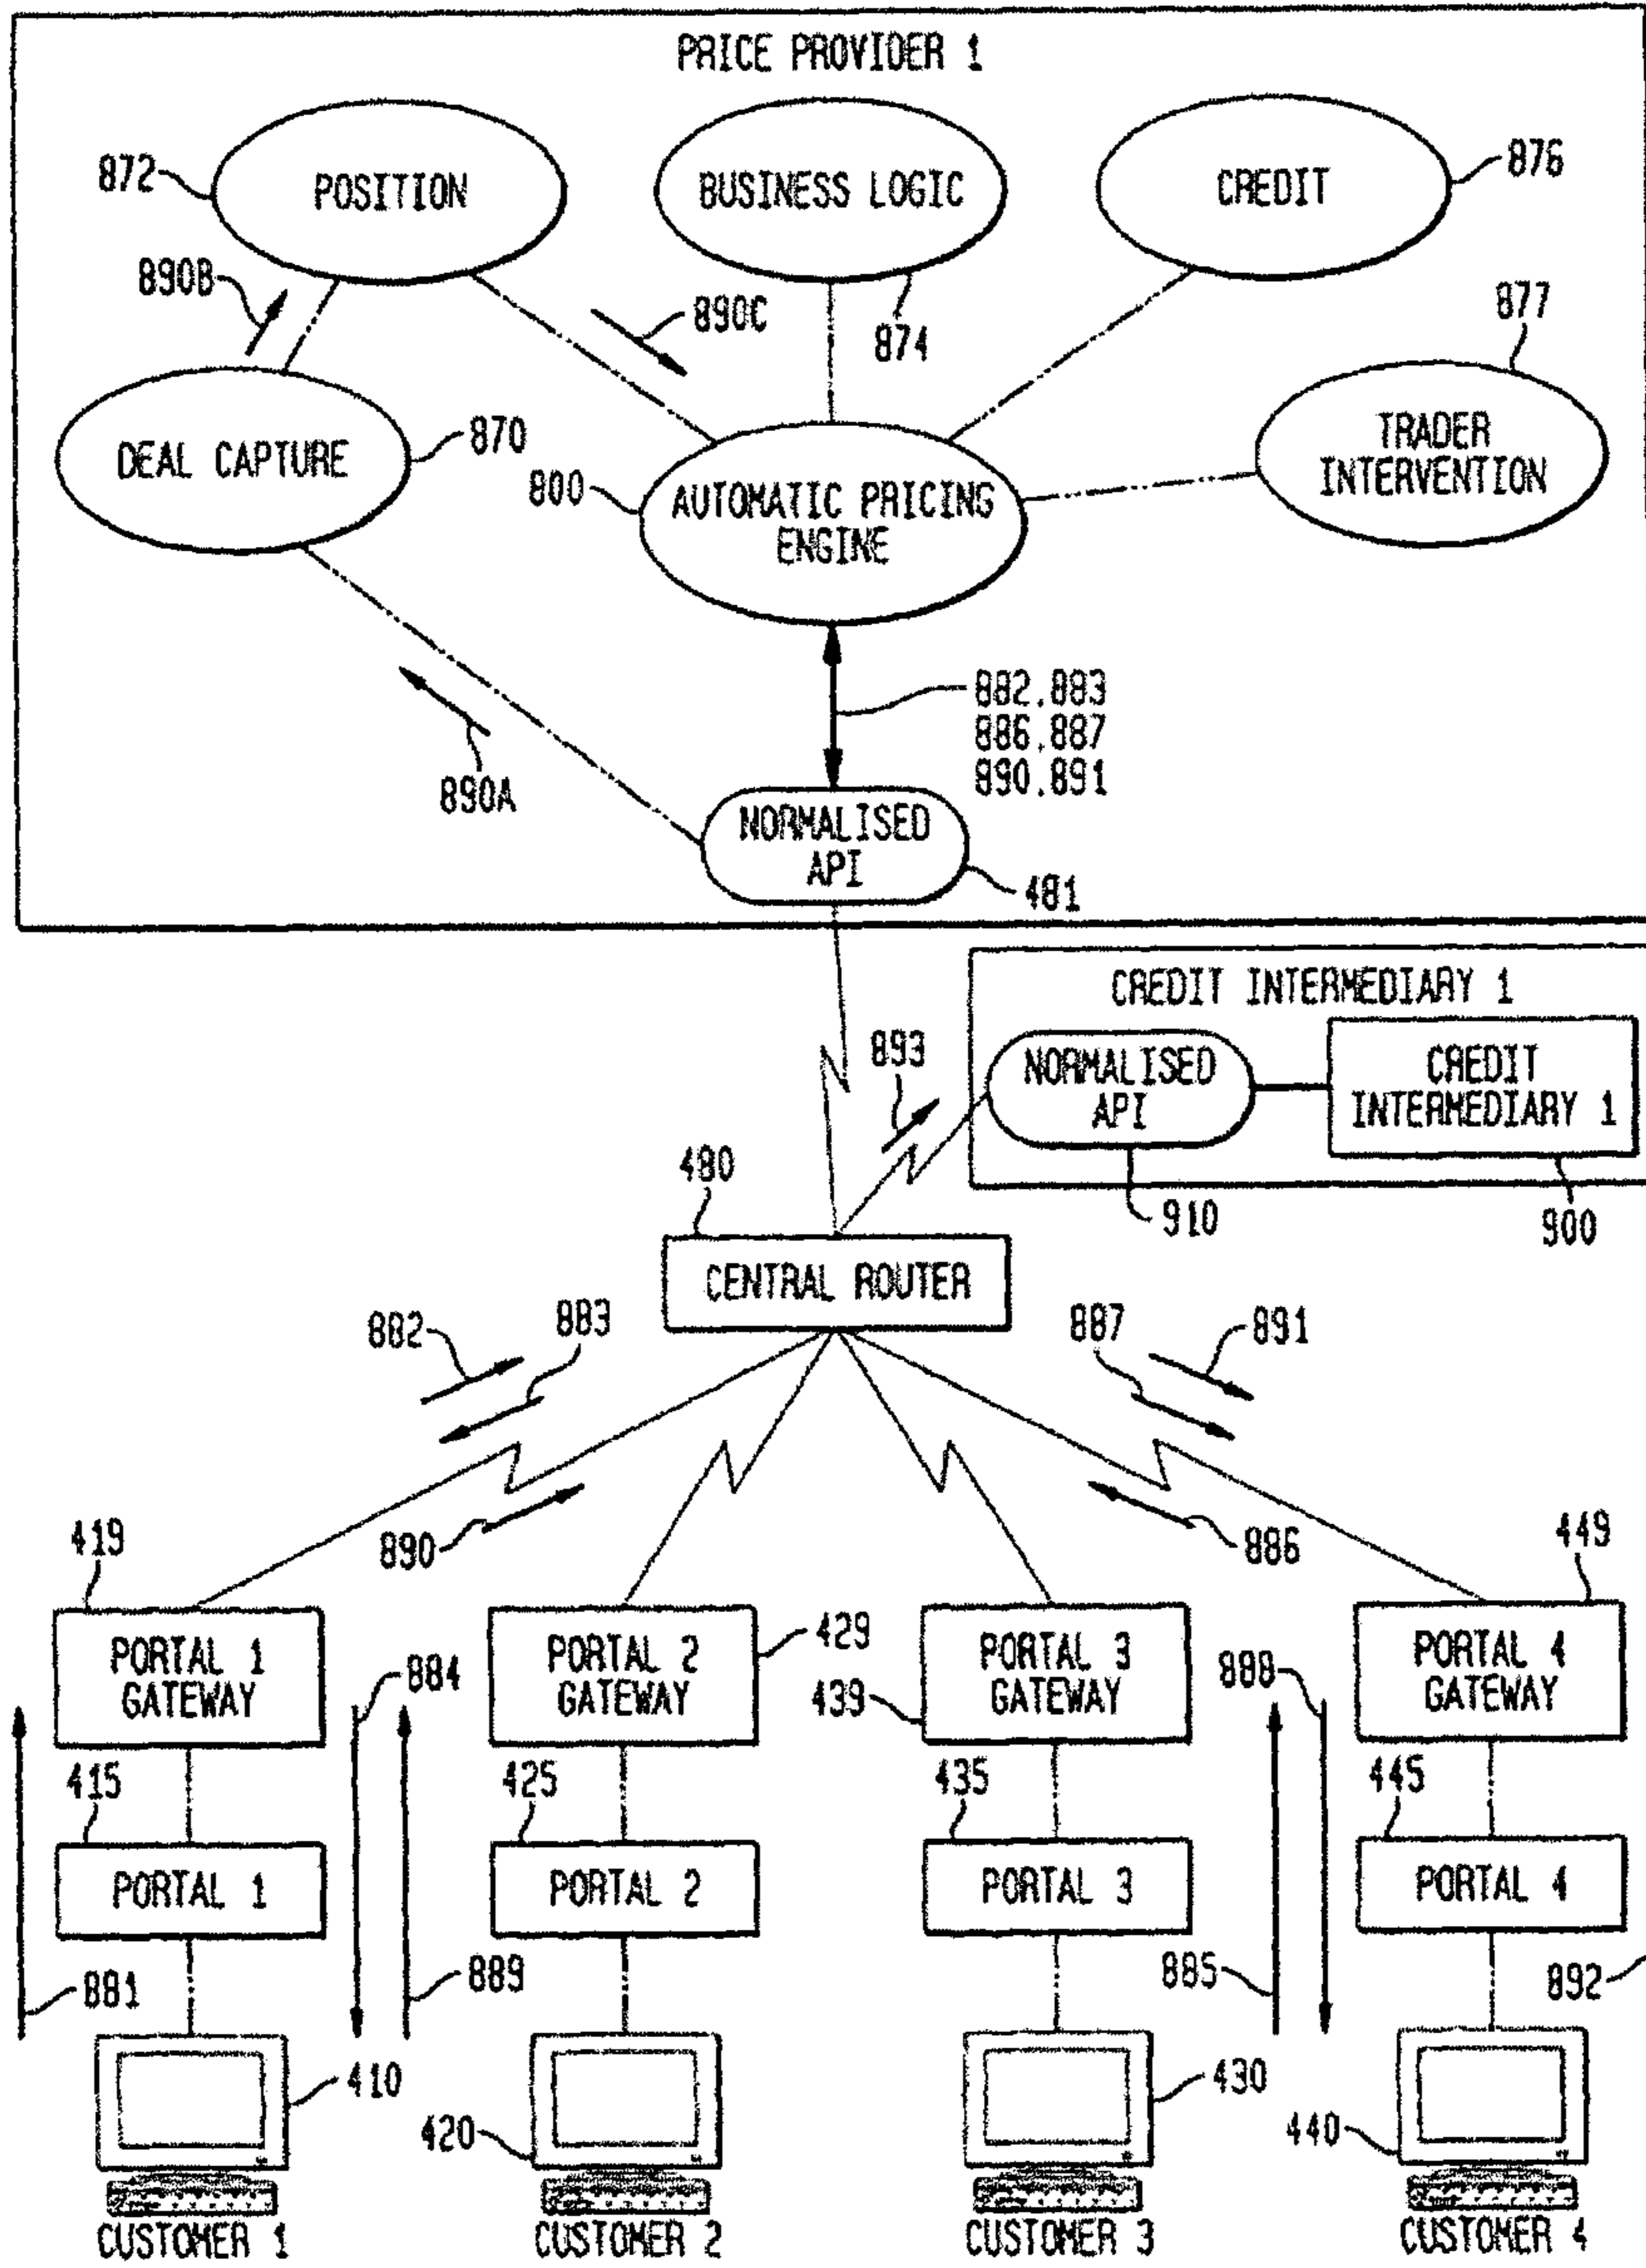 PRICE PROVIDER 1
872
POSITION
BUSINESS LOGIC
CREDIT
876
890B
890C
874
877
DEAL CAPTURE
870
800
AUTOMATIC PRICING
ENGINE
TRADER
INTERVENTION
882,883
886,887
890,891
890A
NORMALISED
API
481
CREDIT INTERMEDIARY 1
893
NORMALISED
API
CREDIT
INTERMEDIARY 1
480
910
900
CENTRAL ROUTER
882
883
887
891
890
886
419
449
PORTAL 1
GATEWAY
884
PORTAL 2
GATEWAY
429
439
PORTAL 3
GATEWAY
888
PORTAL 4
GATEWAY
415
425
435
445
PORTAL 1
PORTAL 2
PORTAL 3
PORTAL 4
881
889
885
892
410
420
430
440
CUSTOMER 1
CUSTOMER 2
CUSTOMER 3
CUSTOMER 4